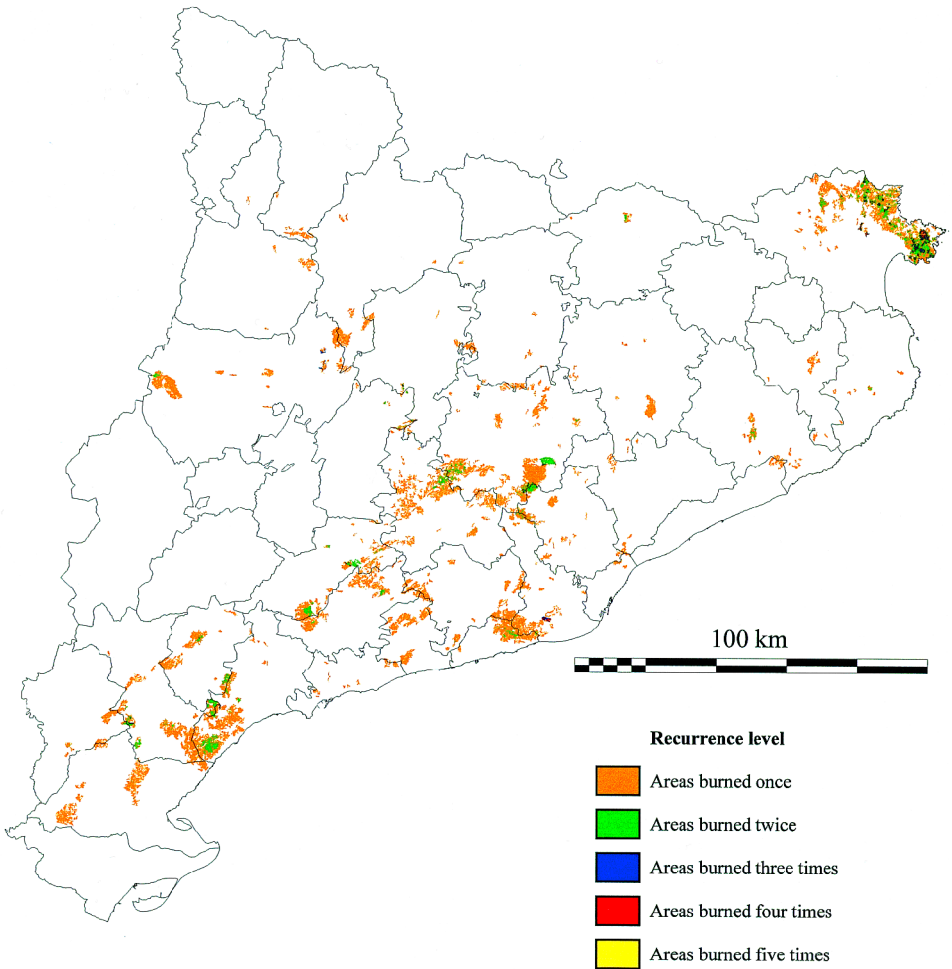 100 km
Recurrence level
Areas burned once
Areas burned twice
Areas burned three times
Areas burned four times
Areas burned five times